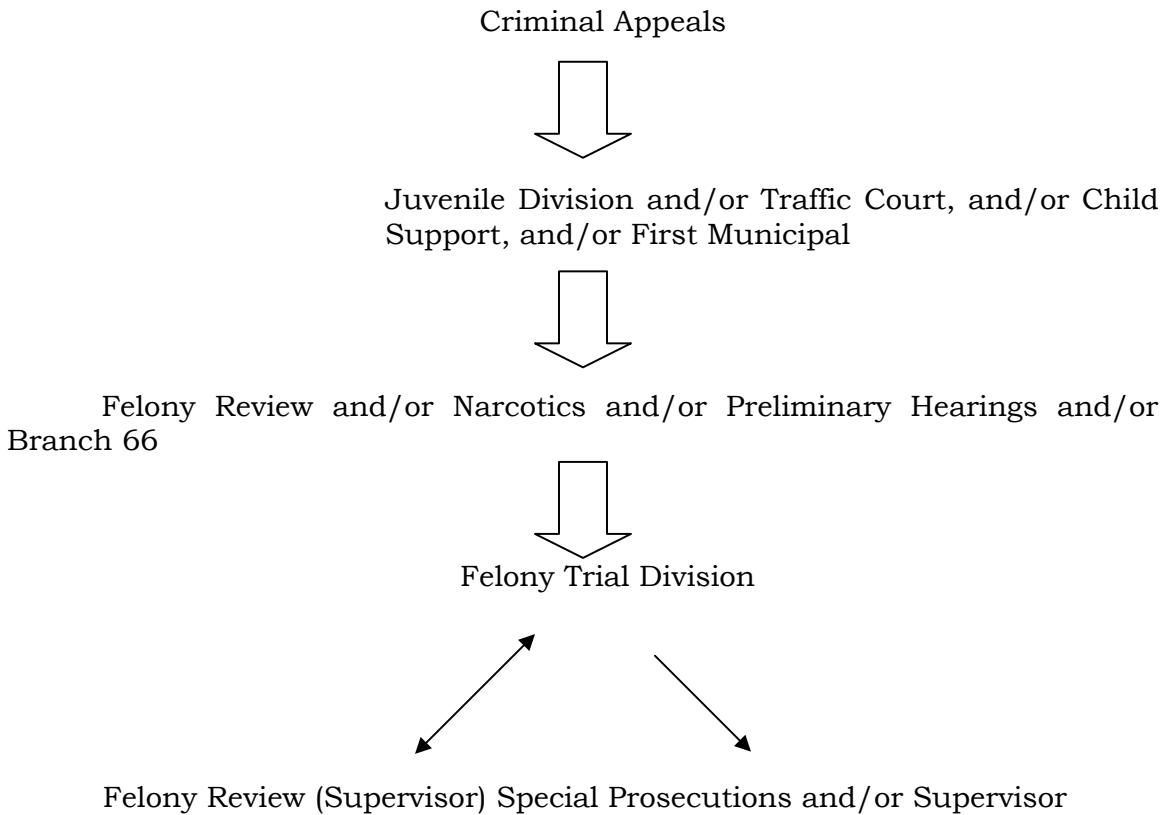 Criminal Appeals
Juvenile Division and/or Traffic Court, and/or Child
Support, and/or First Municipal
Felony Review and/or Narcotics and/or Preliminary Hearings and/or
Branch 66
Felony Trial Division
Felony Review (Supervisor) Special Prosecutions and/or Supervisor